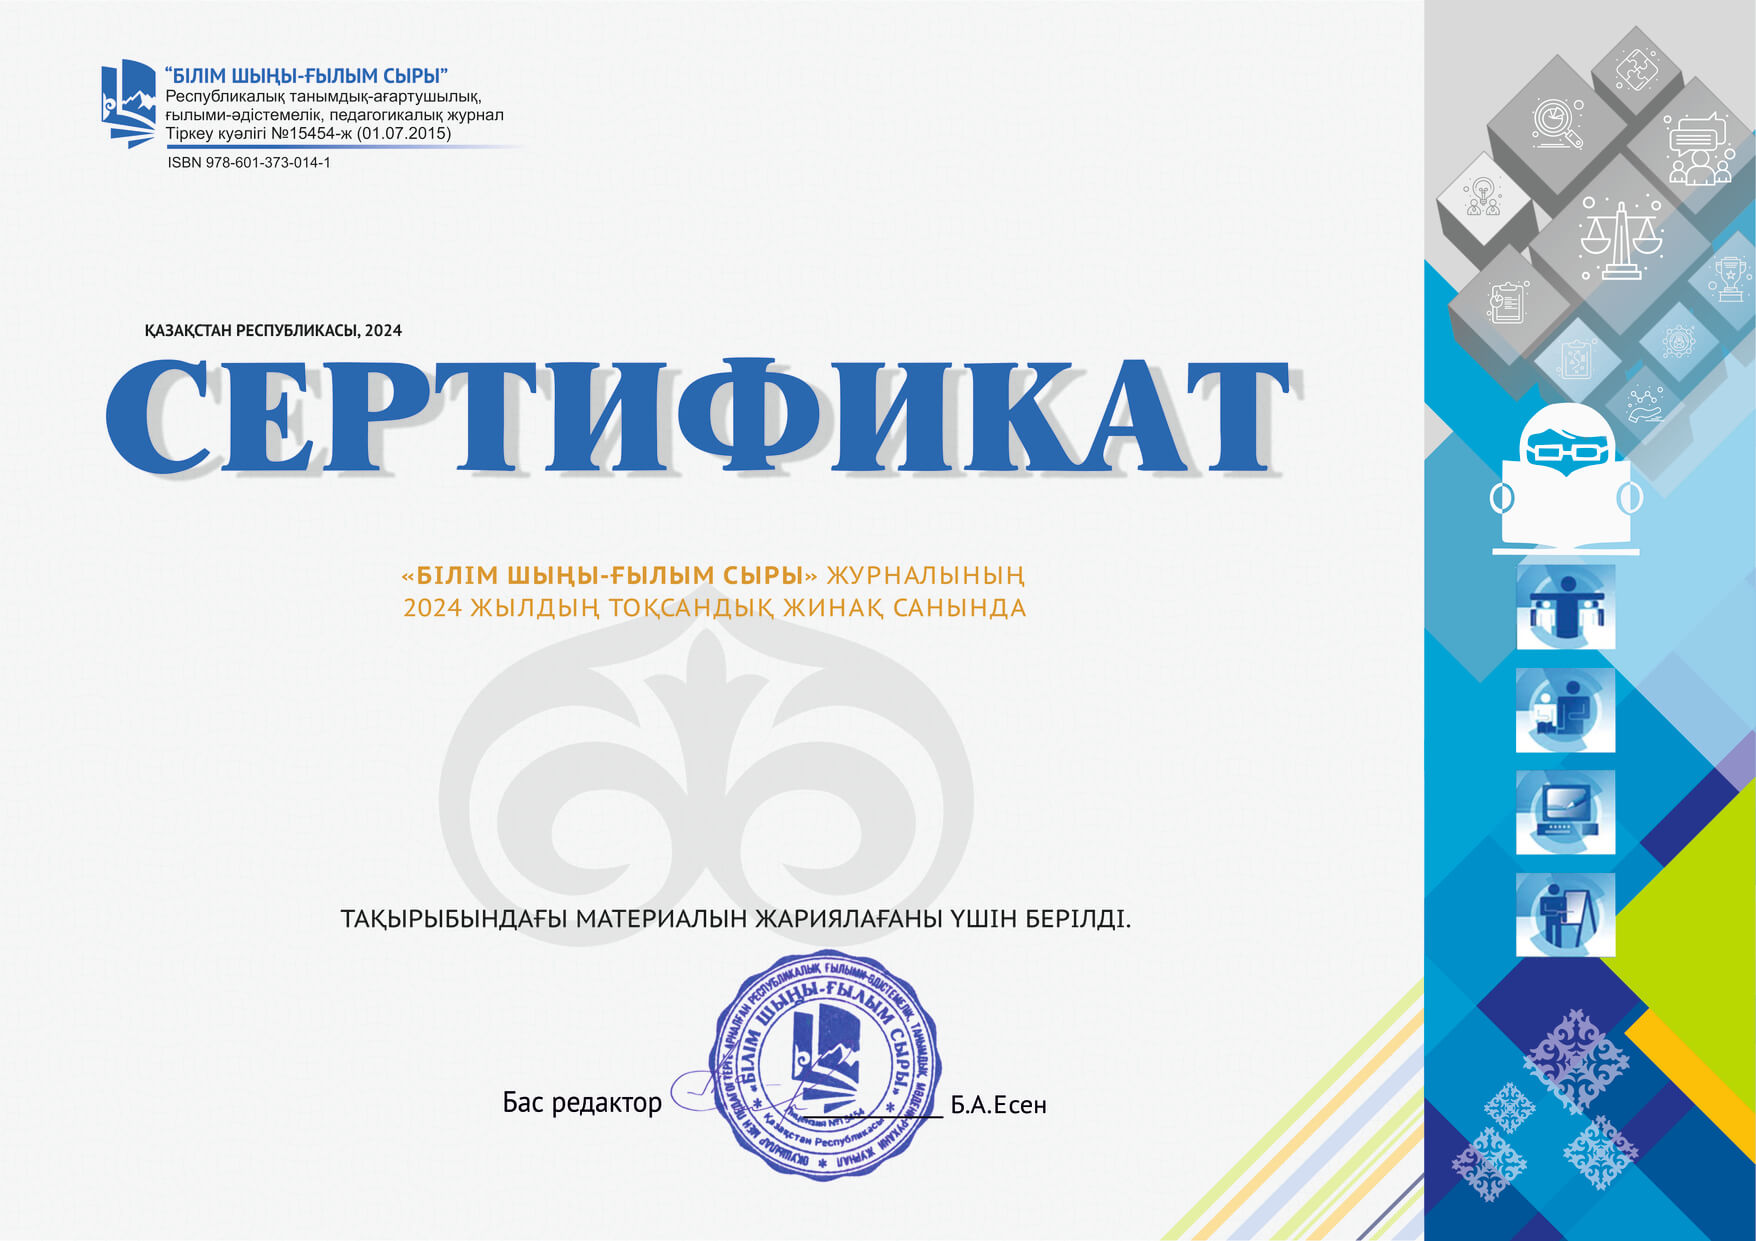 “БІЛІМ ШЫҢЫ-ҒЫЛЫМ СЫРЫ”
Республикалық танымдық-ағартушылық,
ғылыми-әдістемелік, педагогикалық журнал
Тіркеу куәлігі №15454-ж (01.07.2015)
ISBN 978-601-373-014-1
ҚАЗАҚСТАН РЕСПУБЛИКАСЫ, 2024
СЕРТИФИКАТ
«БІЛІМ ШЫҢЫ-ҒЫЛЫМ СЫРЫ» ЖУРНАЛЫНЫҢ
2024 ЖЫЛДЫҢ ТОҚСАНДЫҚ ЖИНАҚ САНЫНДА
ТАҚЫРЫБЫНДАҒЫ МАТЕРИАЛЫН ЖАРИЯЛАҒАНЫ ҮШІН БЕРІЛДІ.
«БІЛІМ ШЫҢЫ-ҒЫЛЫМ СЫРЫ»
Лицензия №15454
Қазақстан Республикасы
Бас редактор
Б.А.Есен